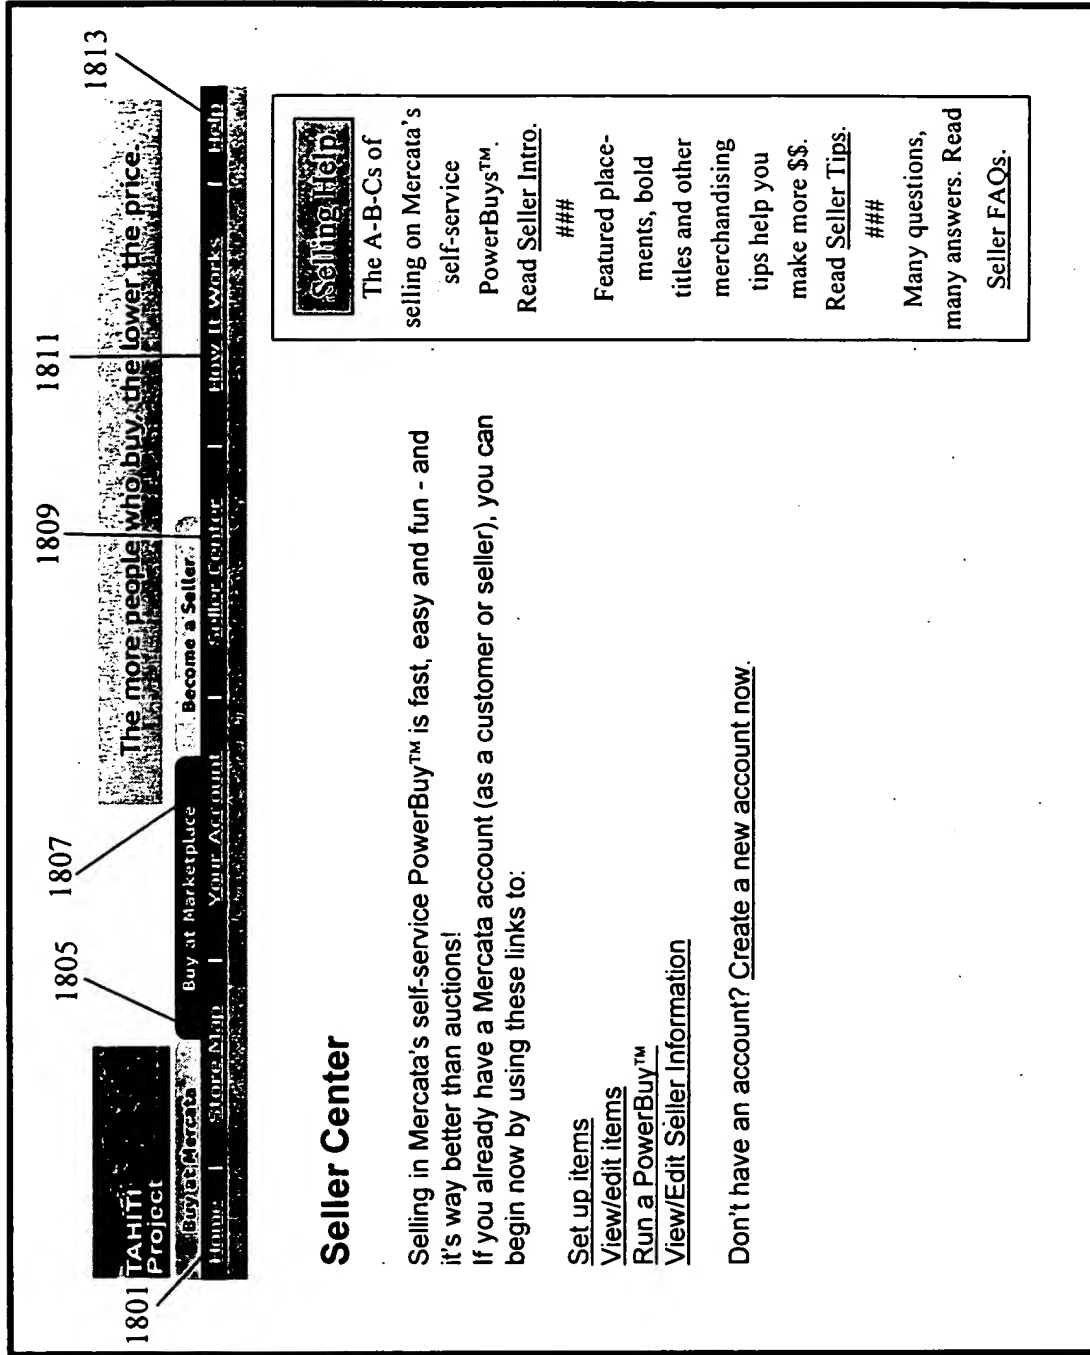 1801
1805
1807
1809
1811
1813
TAHITI
Project
The more people who buy, the lower the price.
Buy at Mercata
Buy at Marketplace
Become a Seller
Home | Store Map | Your Account | Seller Center | How It Works | Help
Seller Center
Selling in Mercata's self-service PowerBuy™ is fast, easy and fun - and
it's way better than auctions!
If you already have a Mercata account (as a customer or seller), you can
begin now by using these links to:
Set up items
View/edit items
Run a PowerBuy™
View/Edit Seller Information
Don't have an account? Create a new account now.
Selling Help
The A-B-Cs of
selling on Mercata's
self-service
PowerBuys™.
Read Seller Intro.
###
Featured place-
ments, bold
titles and other
merchandising
tips help you
make more $$.
Read Seller Tips.
###
Many questions,
many answers. Read
Seller FAQs.